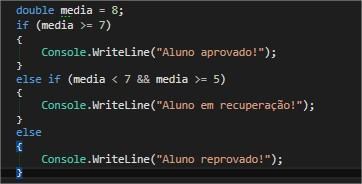 double media = 8;
if (media >= 7)
{
    Console.WriteLine("Aluno aprovado!");
}
else if (media < 7 && media >= 5)
{
    Console.WriteLine("Aluno em recuperação!");
}
else
{
    Console.WriteLine("Aluno reprovado!");
}